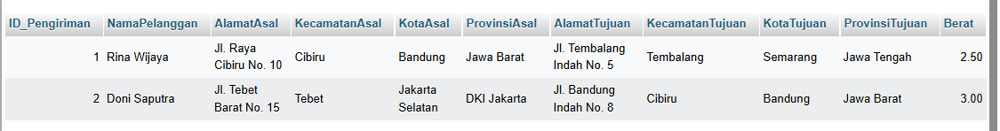 ID_Pengiriman NamaPelanggan AlamatAsal KecamatanAsal KotaAsal ProvinsiAsal AlamatTujuan KecamatanTujuan KotaTujuan ProvinsiTujuan Berat
1 Rina Wijaya Jl. Raya Cibiru No. 10 Cibiru Bandung Jawa Barat Jl. Tembalang Indah No. 5 Tembalang Semarang Jawa Tengah 2.50
2 Doni Saputra Jl. Tebet Barat No. 15 Tebet Jakarta Selatan DKI Jakarta Jl. Bandung Indah No. 8 Cibiru Bandung Jawa Barat 3.00